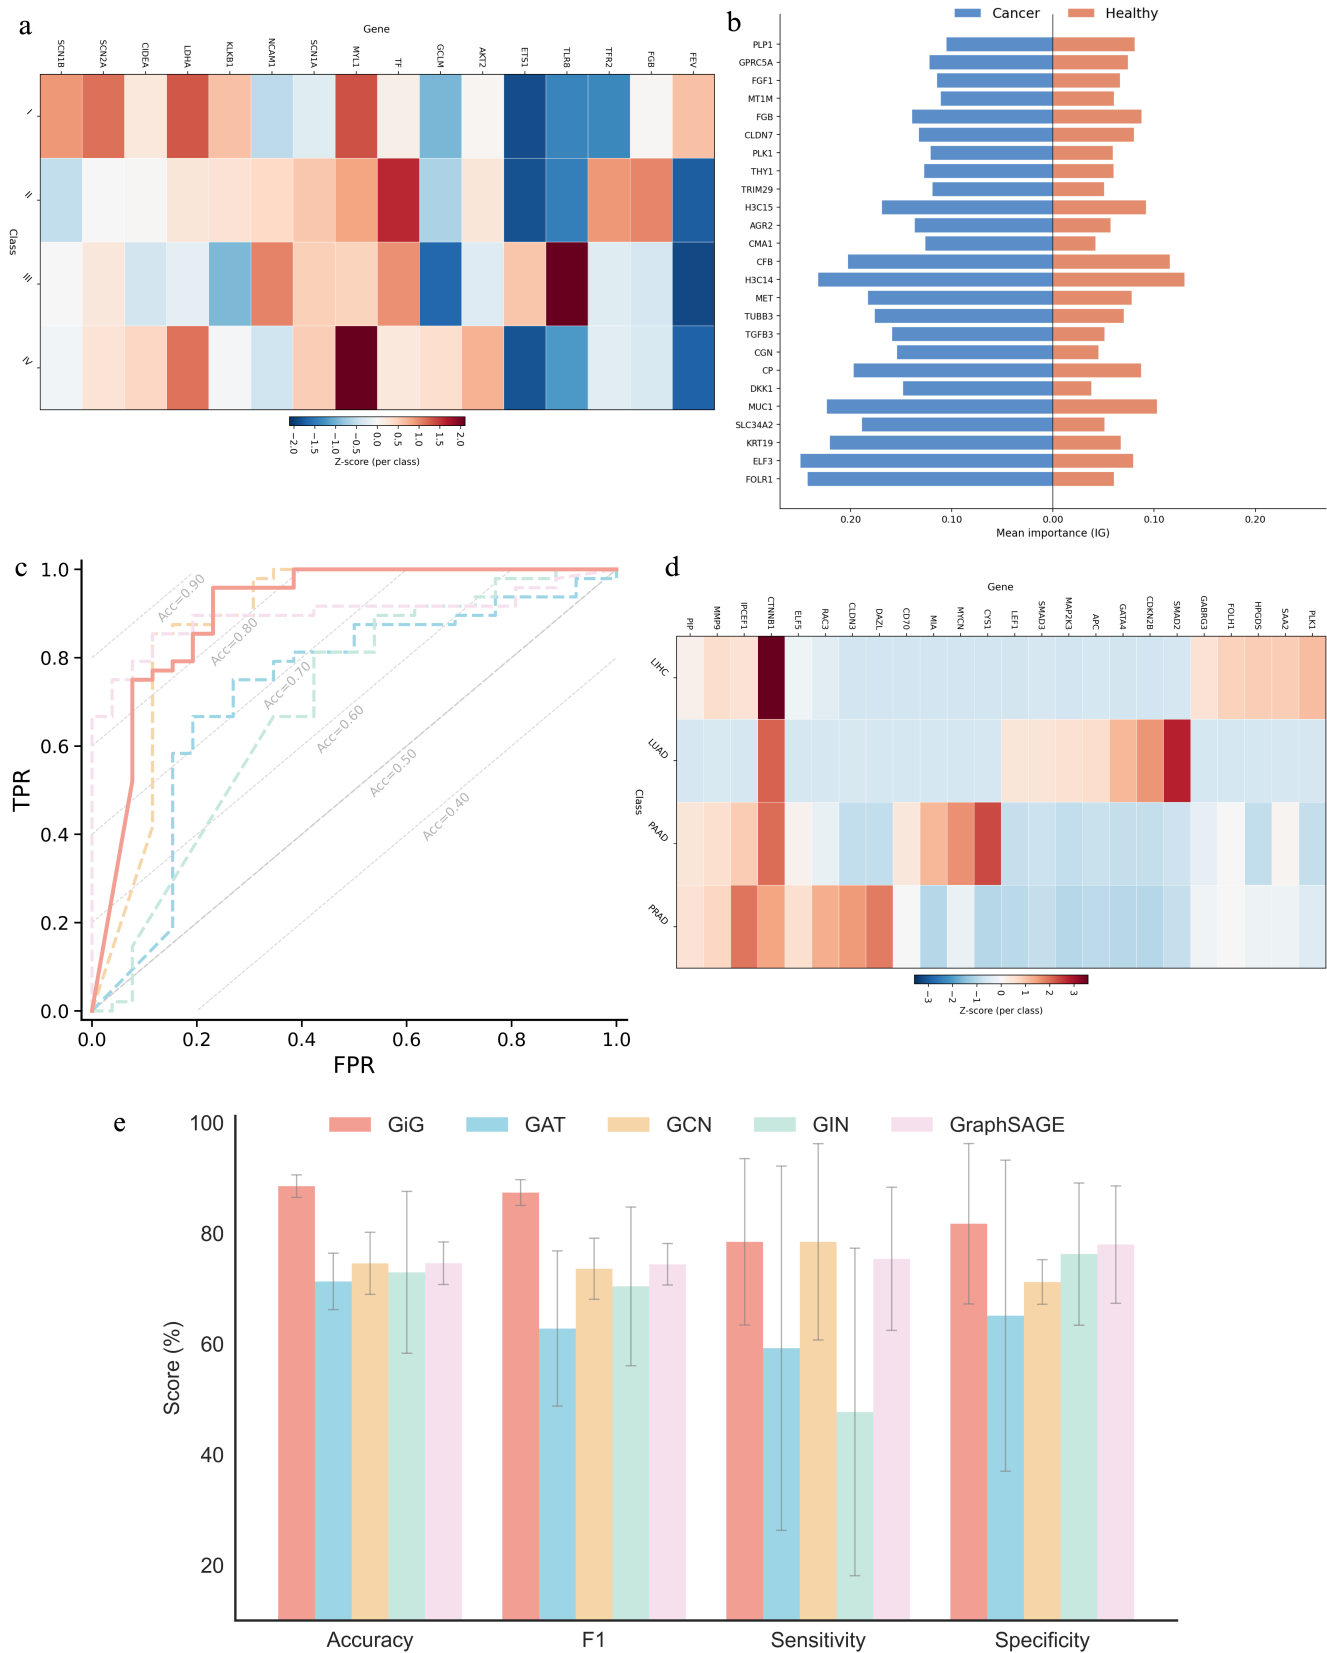 a
Gene
SCN1B SCN2A CIDEA LDHA KLKB1 NCAM1 SCN1A MYL1 TF GCLM AKT2 ETS1 TLR8 TFR2 FGB FEV
Class
I
II
III
IV
−2.0 −1.5 −1.0 −0.5 0.0 0.5 1.0 1.5 2.0
Z-score (per class)
b
Cancer Healthy
PLP1
GPRC5A
FGF1
MT1M
FGB
CLDN7
PLK1
THY1
TRIM29
H3C15
AGR2
CMA1
CFB
H3C14
MET
TUBB3
TGFB3
CGN
CP
DKK1
MUC1
SLC34A2
KRT19
ELF3
FOLR1
0.20 0.10 0.00 0.10 0.20
Mean importance (IG)
c
TPR
1.0
0.8
0.6
0.4
0.2
0.0
Acc=0.90
Acc=0.80
Acc=0.70
Acc=0.60
Acc=0.50
Acc=0.40
0.0 0.2 0.4 0.6 0.8 1.0
FPR
d
Gene
PIP MMP9 IPCEF1 CTNNB1 ELF5 RAC3 CLDN3 DAZL CD70 MIA MYCN CYS1 LEF1 SMAD3 MAP2K3 APC GATA4 CDKN2B SMAD2 GABRG3 FOLH1 HPGDS SAA2 PLK1
Class
LIHC
LUAD
PAAD
PRAD
−3 −2 −1 0 1 2 3
Z-score (per class)
e
GiG GAT GCN GIN GraphSAGE
Score (%)
100
80
60
40
20
Accuracy F1 Sensitivity Specificity